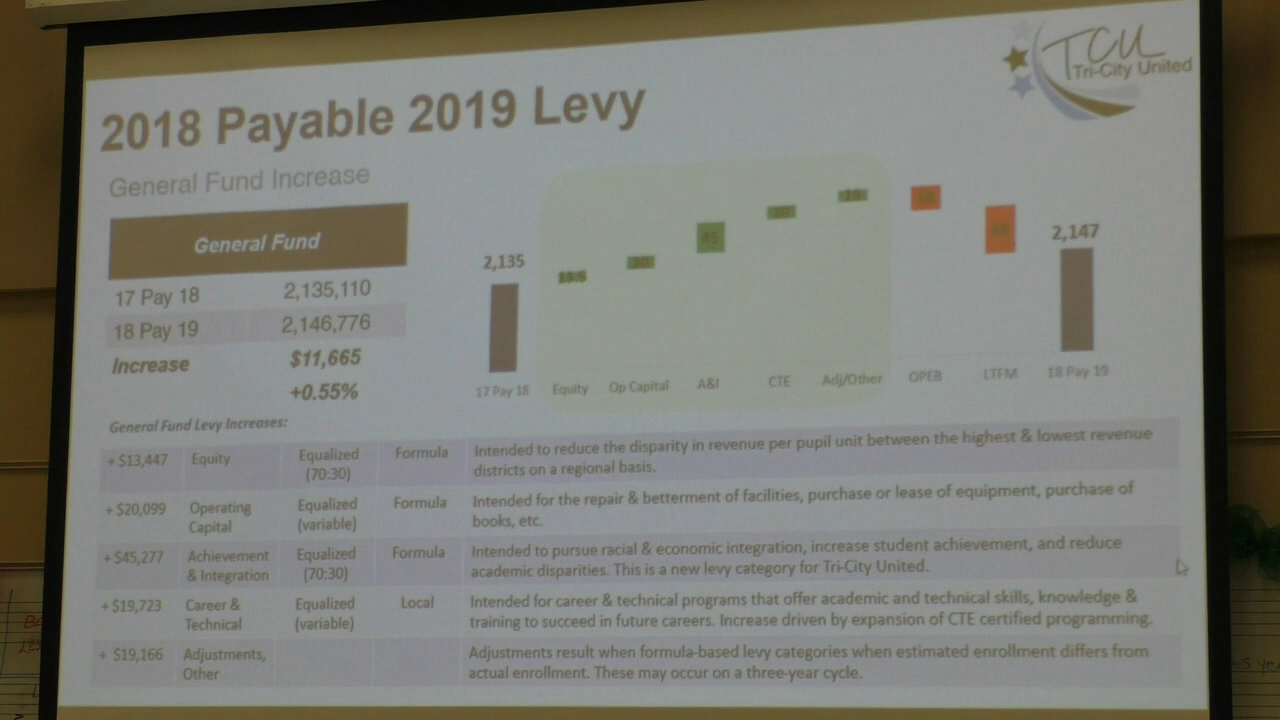 TCU
Tri-City United
2018 Payable 2019 Levy
General Fund Increase
General Fund
17 Pay 18 2,135,110
18 Pay 19 2,146,776
Increase $11,665
+0.55%
2,135
20
45
20
19
2,147
17 Pay 18 Equity Op Capital A&I CTE Adj/Other OPEB LTFM 18 Pay 19
General Fund Levy Increases:
+ $13,447 Equity Equalized (70:30) Formula Intended to reduce the disparity in revenue per pupil unit between the highest & lowest revenue
districts on a regional basis.
+ $20,099 Operating Capital Equalized (variable) Formula Intended for the repair & betterment of facilities, purchase or lease of equipment, purchase of
books, etc.
+ $45,277 Achievement & Integration Equalized (70:30) Formula Intended to pursue racial & economic integration, increase student achievement, and reduce
academic disparities. This is a new levy category for Tri-City United.
+ $19,723 Career & Technical Equalized (variable) Local Intended for career & technical programs that offer academic and technical skills, knowledge &
training to succeed in future careers. Increase driven by expansion of CTE certified programming.
+ $19,166 Adjustments, Other Adjustments result when formula-based levy categories when estimated enrollment differs from
actual enrollment. These may occur on a three-year cycle.